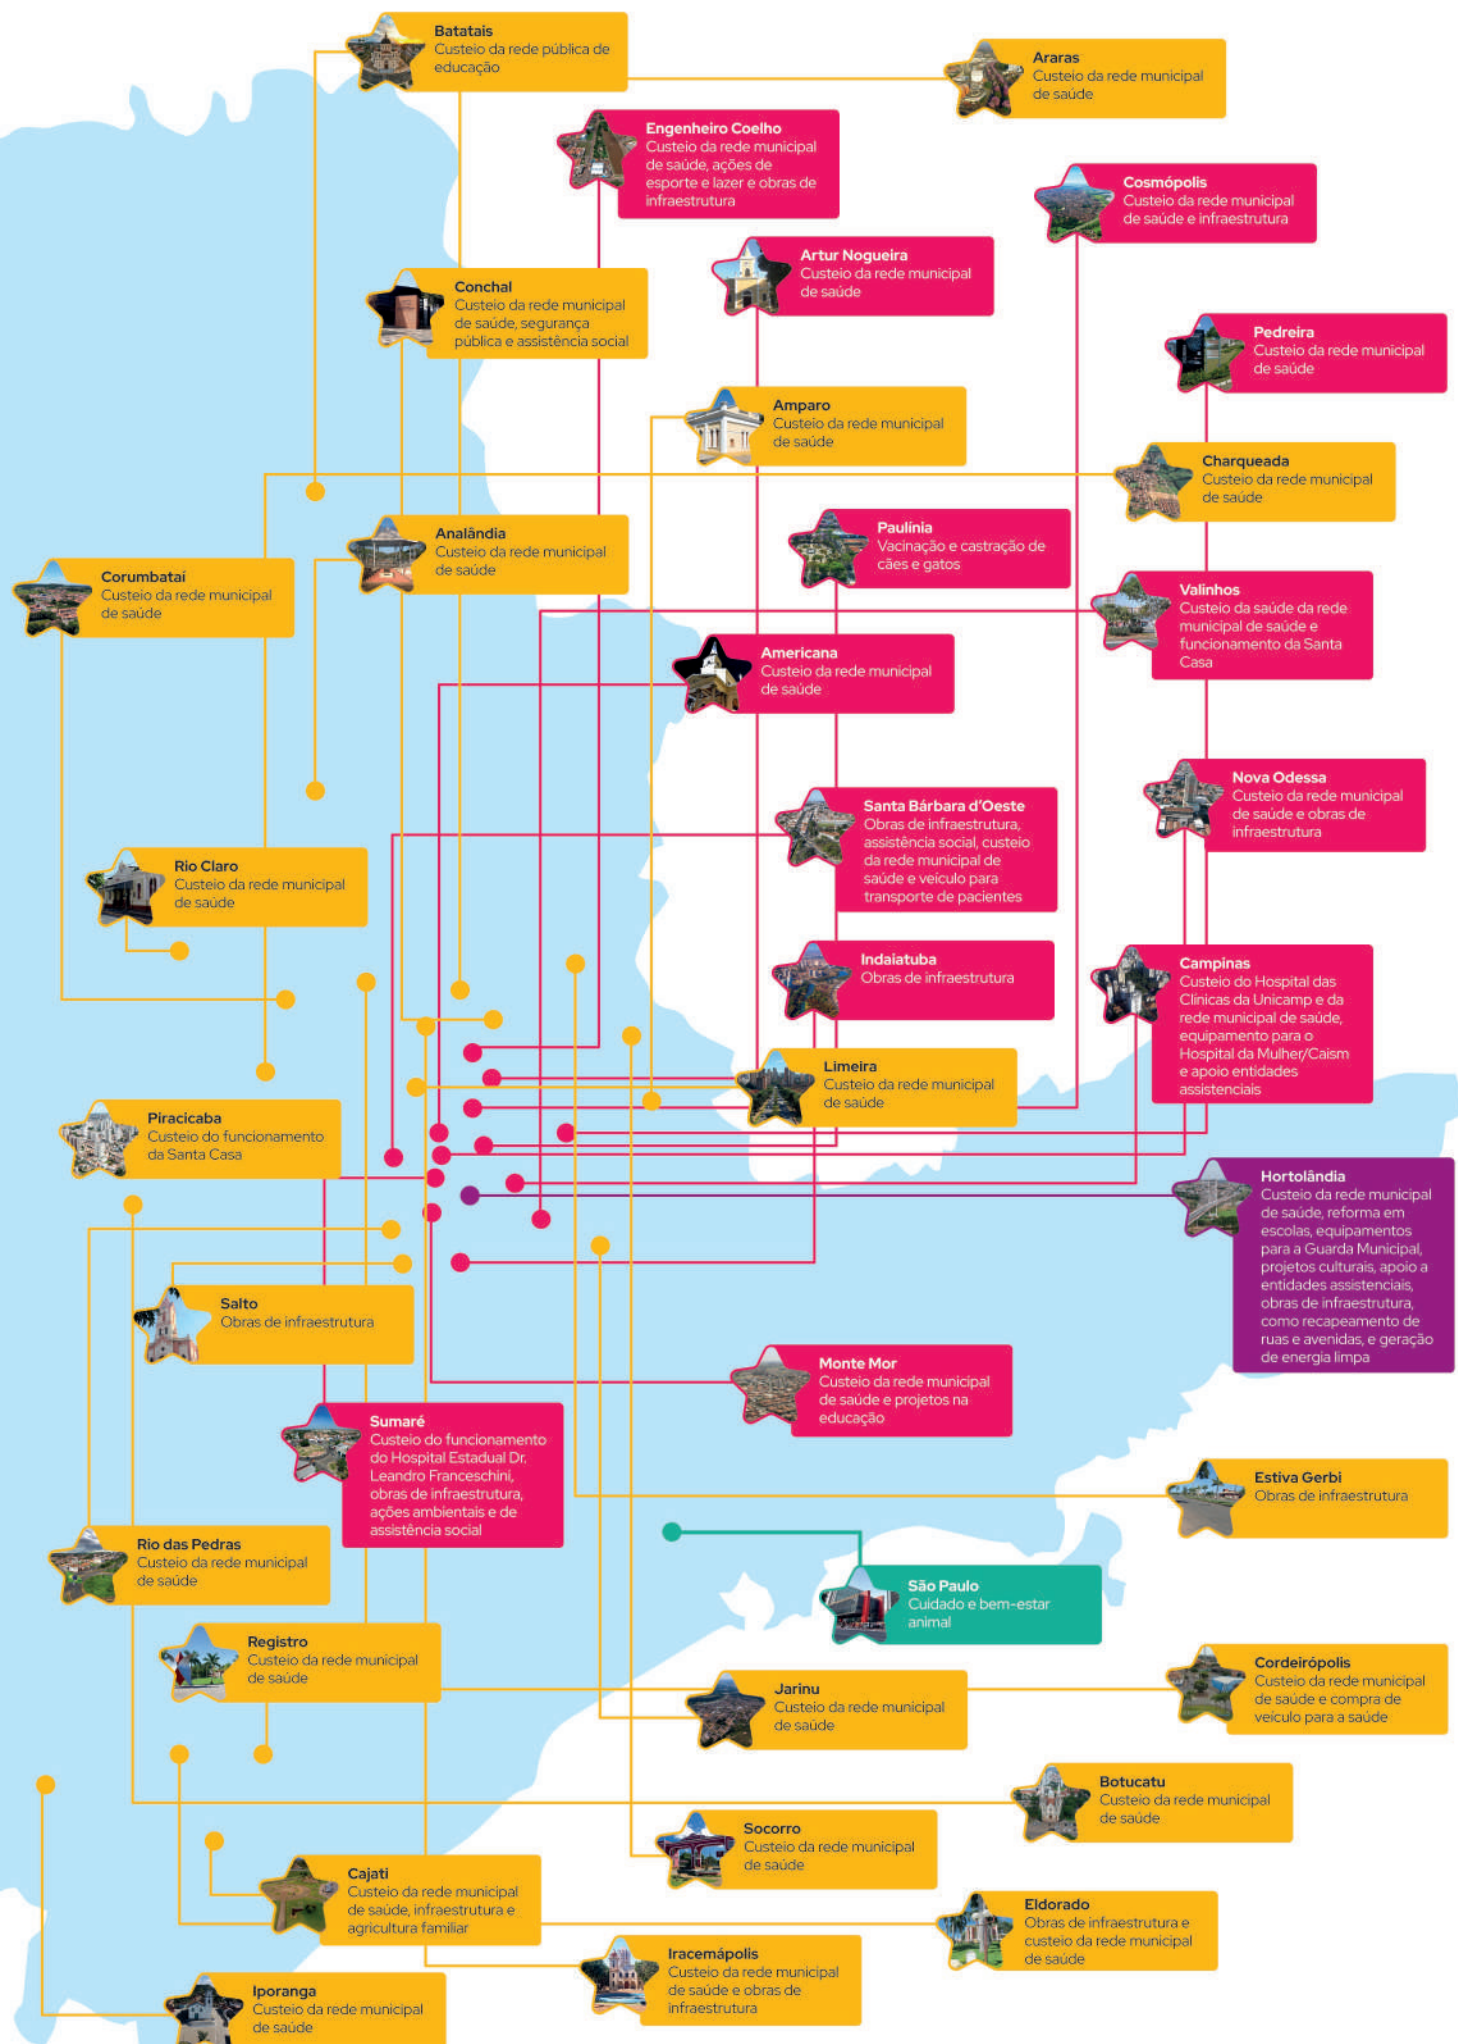 Batatais
Custeio da rede pública de
educação
Araras
Custeio da rede municipal
de saúde
Engenheiro Coelho
Custeio da rede municipal
de saúde, ações de
esporte e lazer e obras de
infraestrutura
Cosmópolis
Custeio da rede municipal
de saúde e infraestrutura
Artur Nogueira
Custeio da rede municipal
de saúde
Conchal
Custeio da rede municipal
de saúde, segurança
pública e assistência social
Pedreira
Custeio da rede municipal
de saúde
Amparo
Custeio da rede municipal
de saúde
Charqueada
Custeio da rede municipal
de saúde
Paulínia
Vacinação e castração de
cães e gatos
Analândia
Custeio da rede municipal
de saúde
Corumbataí
Custeio da rede municipal
de saúde
Valinhos
Custeio da saúde da rede
municipal de saúde e
funcionamento da Santa
Casa
Americana
Custeio da rede municipal
de saúde
Nova Odessa
Custeio da rede municipal
de saúde e obras de
infraestrutura
Santa Bárbara d’Oeste
Obras de infraestrutura,
assistência social, custeio
da rede municipal de
saúde e veículo para
transporte de pacientes
Rio Claro
Custeio da rede municipal
de saúde
Indaiatuba
Obras de infraestrutura
Campinas
Custeio do Hospital das
Clínicas da Unicamp e da
rede municipal de saúde,
equipamento para o
Hospital da Mulher/Caism
e apoio entidades
assistenciais
Limeira
Custeio da rede municipal
de saúde
Piracicaba
Custeio do funcionamento
da Santa Casa
Hortolândia
Custeio da rede municipal
de saúde, reforma em
escolas, equipamentos
para a Guarda Municipal,
projetos culturais, apoio a
entidades assistenciais,
obras de infraestrutura,
como recapeamento de
ruas e avenidas, e geração
de energia limpa
Salto
Obras de infraestrutura
Monte Mor
Custeio da rede municipal
de saúde e projetos na
educação
Sumaré
Custeio do funcionamento
do Hospital Estadual Dr.
Leandro Franceschini,
obras de infraestrutura,
ações ambientais e de
assistência social
Estiva Gerbi
Obras de infraestrutura
Rio das Pedras
Custeio da rede municipal
de saúde
São Paulo
Cuidado e bem-estar
animal
Registro
Custeio da rede municipal
de saúde
Cordeirópolis
Custeio da rede municipal
de saúde e compra de
veículo para a saúde
Jarinu
Custeio da rede municipal
de saúde
Botucatu
Custeio da rede municipal
de saúde
Socorro
Custeio da rede municipal
de saúde
Cajati
Custeio da rede municipal
de saúde, infraestrutura e
agricultura familiar
Eldorado
Obras de infraestrutura e
custeio da rede municipal
de saúde
Iracemápolis
Custeio da rede municipal
de saúde e obras de
infraestrutura
Iporanga
Custeio da rede municipal
de saúde